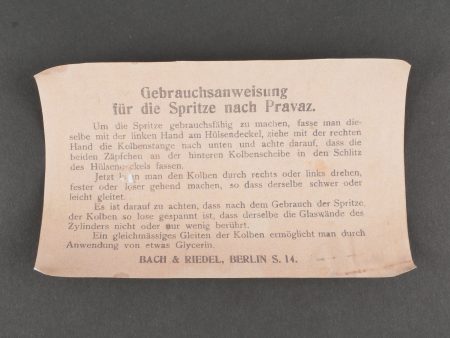 Gebrauchsanweisung
für die Spritze nach Pravaz.
Um die Spritze gebrauchsfähig zu machen, fasse man die-
selbe mit der linken Hand am Hülsendeckel, ziehe mit der rechten
Hand die Kolbenstange nach unten und achte darauf, dass die
beiden Zäpfchen an der hinteren Kolbenscheibe in den Schlitz
des Hülsendeckels fassen.
Jetzt kann man den Kolben durch rechts oder links drehen,
fester oder loser gehend machen, so dass derselbe schwer oder
leicht gleitet.
Es ist darauf zu achten, dass nach dem Gebrauch der Spritze,
der Kolben so lose gespannt ist, dass derselbe die Glaswände des
Zylinders nicht oder nur wenig berührt.
Ein gleichmässiges Gleiten der Kolben ermöglicht man durch
Anwendung von etwas Glycerin.
BACH & RIEDEL, BERLIN S. 14.